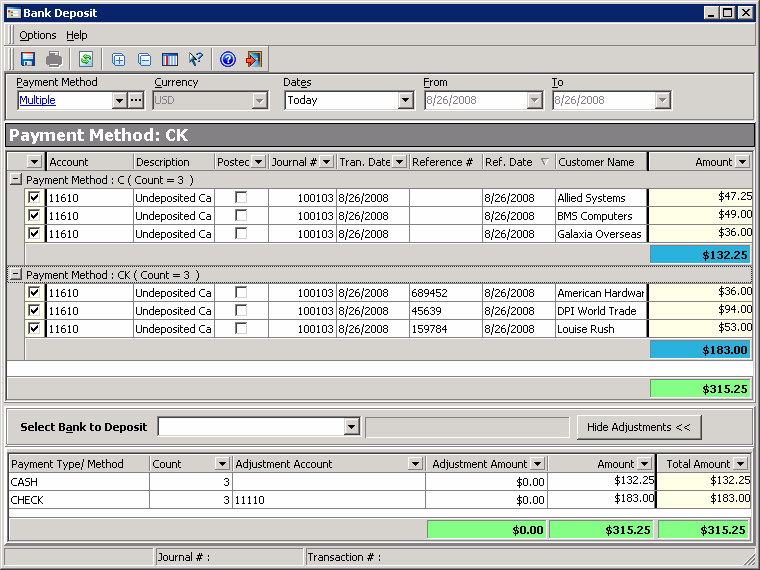 Bank Deposit
Options Help
Payment Method Currency Dates From To
Multiple USD Today 8/26/2008 8/26/2008
Payment Method: CK
Account Description Postec Journal # Tran. Date Reference # Ref. Date Customer Name Amount
Payment Method : C ( Count = 3 )
11610 Undeposited Ca 100103 8/26/2008 8/26/2008 Allied Systems $47.25
11610 Undeposited Ca 100103 8/26/2008 8/26/2008 BMS Computers $49.00
11610 Undeposited Ca 100103 8/26/2008 8/26/2008 Galaxia Overseas $36.00
$132.25
Payment Method : CK ( Count = 3 )
11610 Undeposited Ca 100103 8/26/2008 689452 8/26/2008 American Hardwar $36.00
11610 Undeposited Ca 100103 8/26/2008 45639 8/26/2008 DPI World Trade $94.00
11610 Undeposited Ca 100103 8/26/2008 159784 8/26/2008 Louise Rush $53.00
$183.00
$315.25
Select Bank to Deposit Hide Adjustments <<
Payment Type/ Method Count Adjustment Account Adjustment Amount Amount Total Amount
CASH 3 $0.00 $132.25 $132.25
CHECK 3 11110 $0.00 $183.00 $183.00
$0.00 $315.25 $315.25
Journal # : Transaction # :